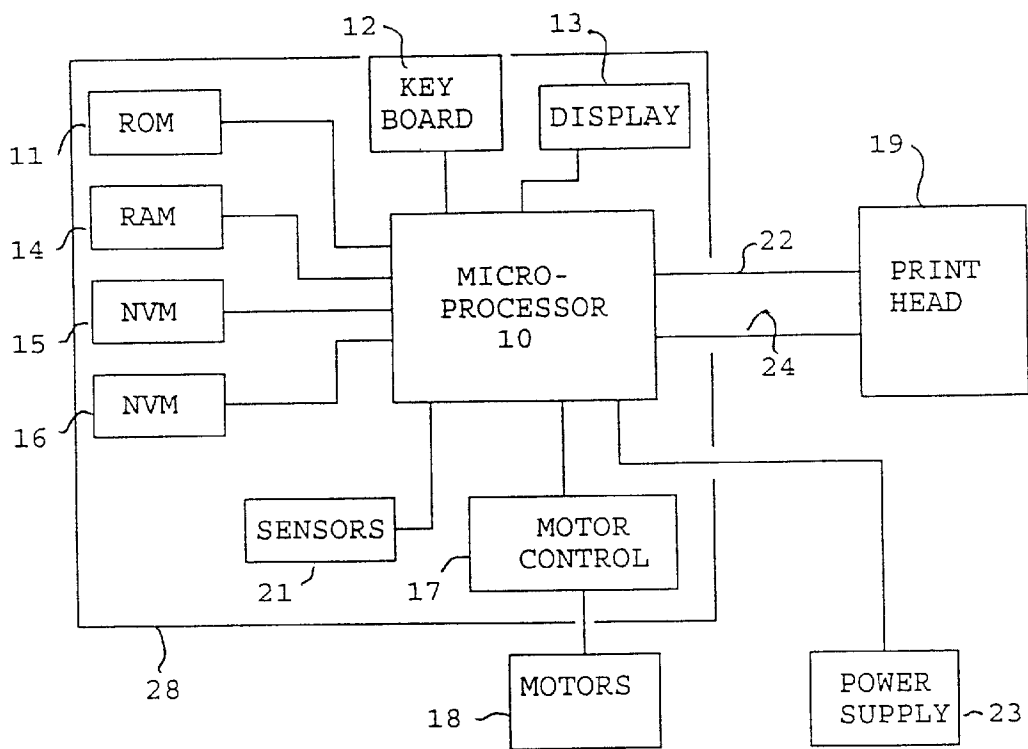 12
13
KEY
BOARD
DISPLAY
ROM
11
19
RAM
14
22
MICRO-
PROCESSOR
10
PRINT
HEAD
NVM
15
24
NVM
16
SENSORS
21
MOTOR
CONTROL
17
28
MOTORS
18
POWER
SUPPLY
23